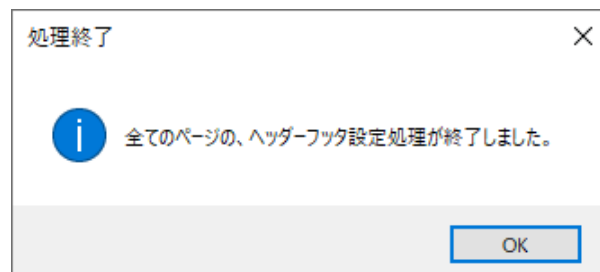 処理終了
全てのページの、ヘッダーフッタ設定処理が終了しました。
OK